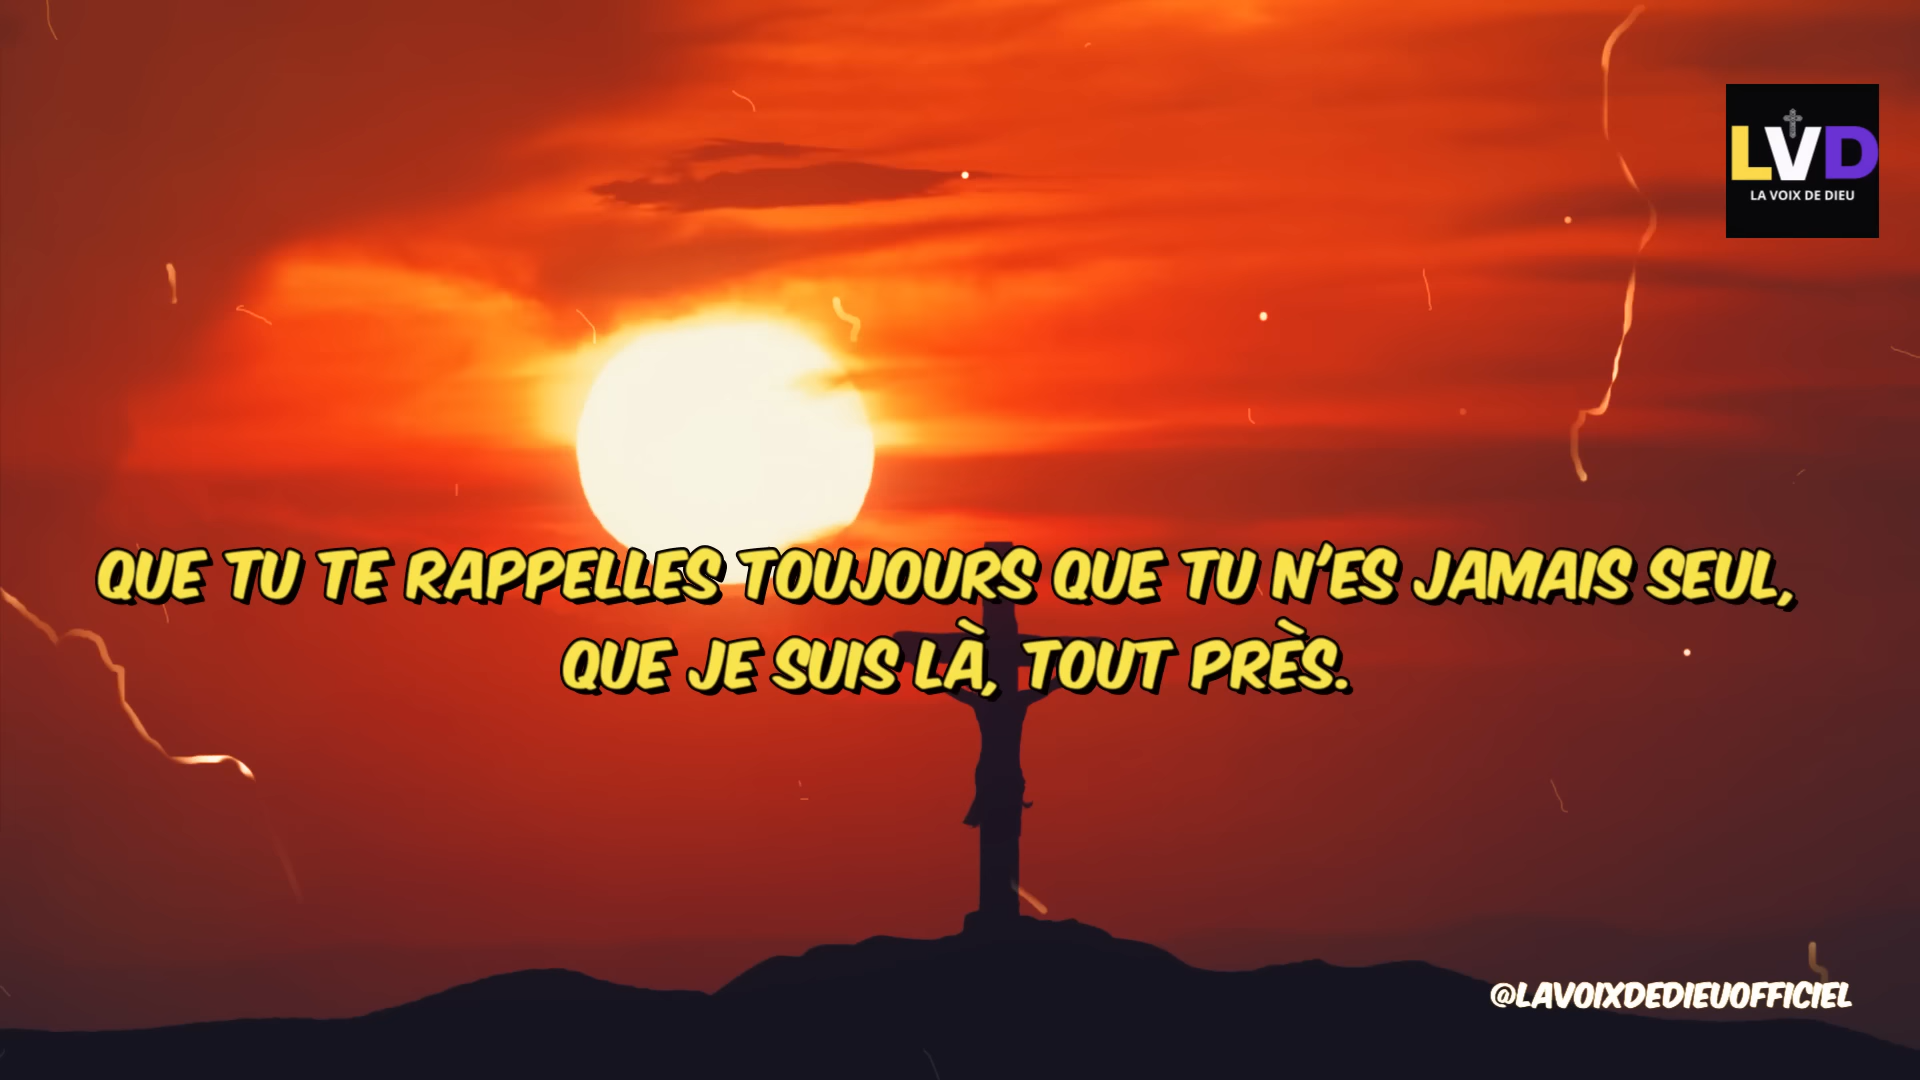 LVD
LA VOIX DE DIEU
QUE TU TE RAPPELLES TOUJOURS QUE TU N'ES JAMAIS SEUL,
QUE JE SUIS LÀ, TOUT PRÈS.
@LAVOIXDEDIEUOFFICIEL